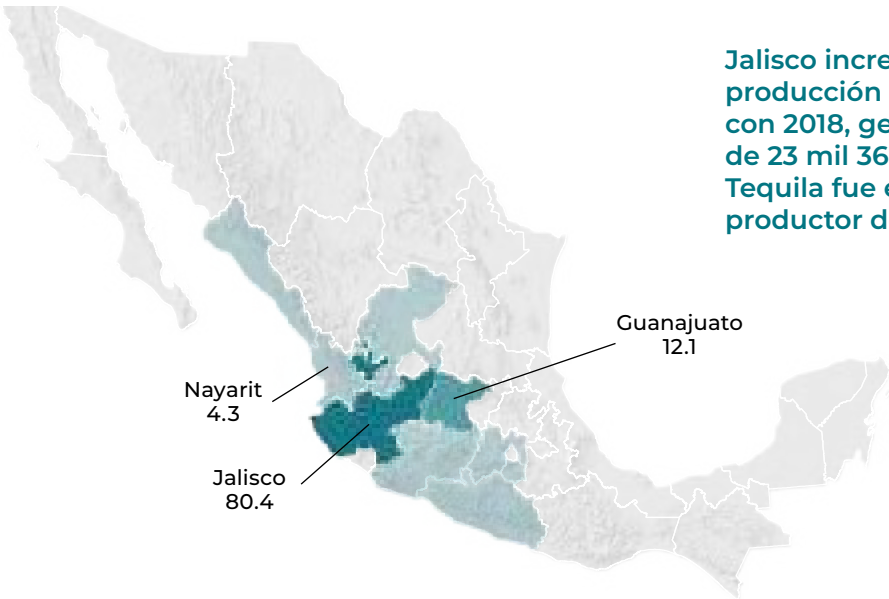 Jalisco incre
producción
con 2018, ge
de 23 mil 36
Tequila fue e
productor d
Guanajuato
12.1
Nayarit
4.3
Jalisco
80.4